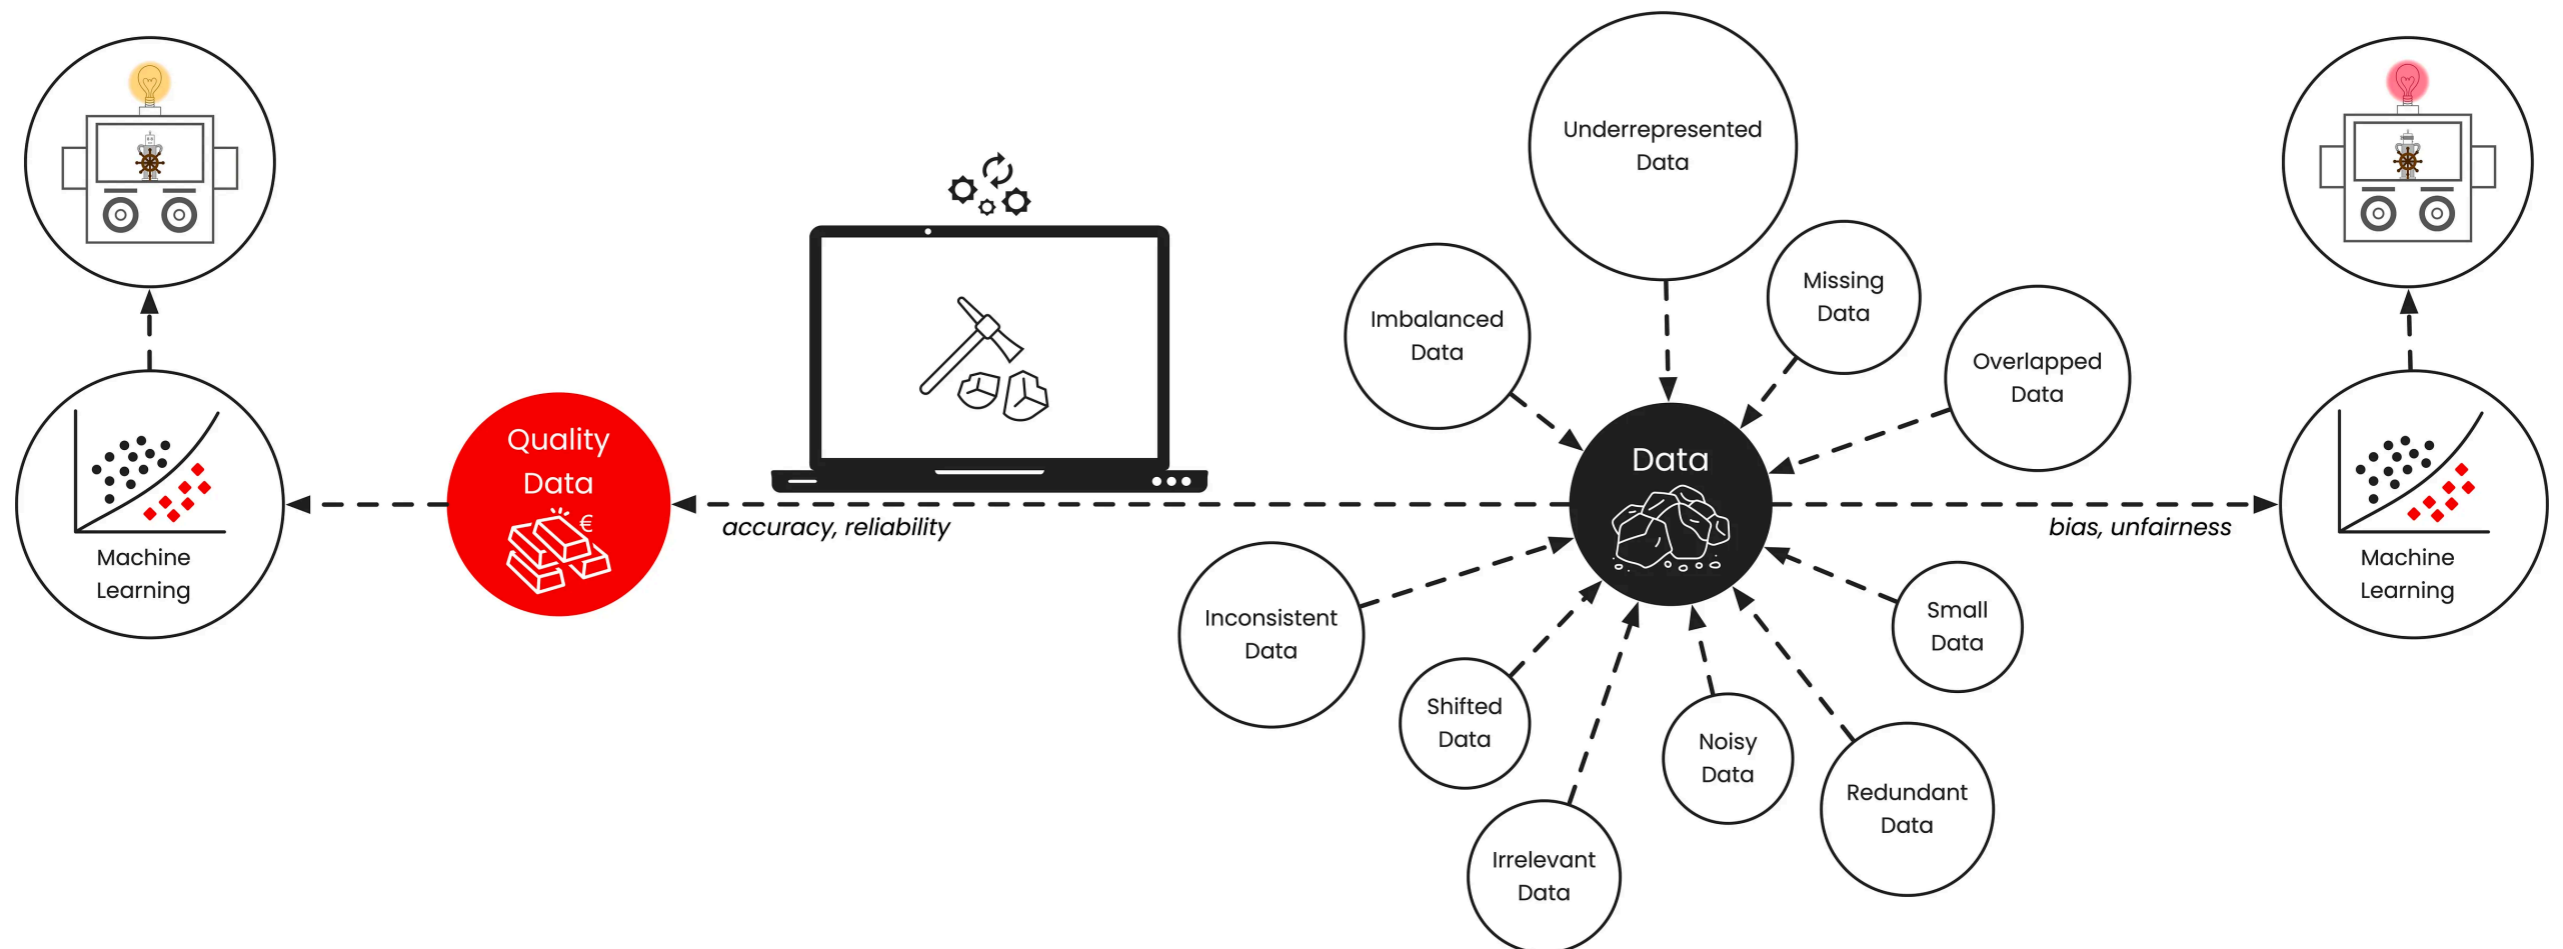 Underrepresented
Data
Missing
Data
Imbalanced
Data
Overlapped
Data
Quality
Data
€
Data
accuracy, reliability
bias, unfairness
Machine
Learning
Machine
Learning
Inconsistent
Data
Small
Data
Shifted
Data
Noisy
Data
Redundant
Data
Irrelevant
Data